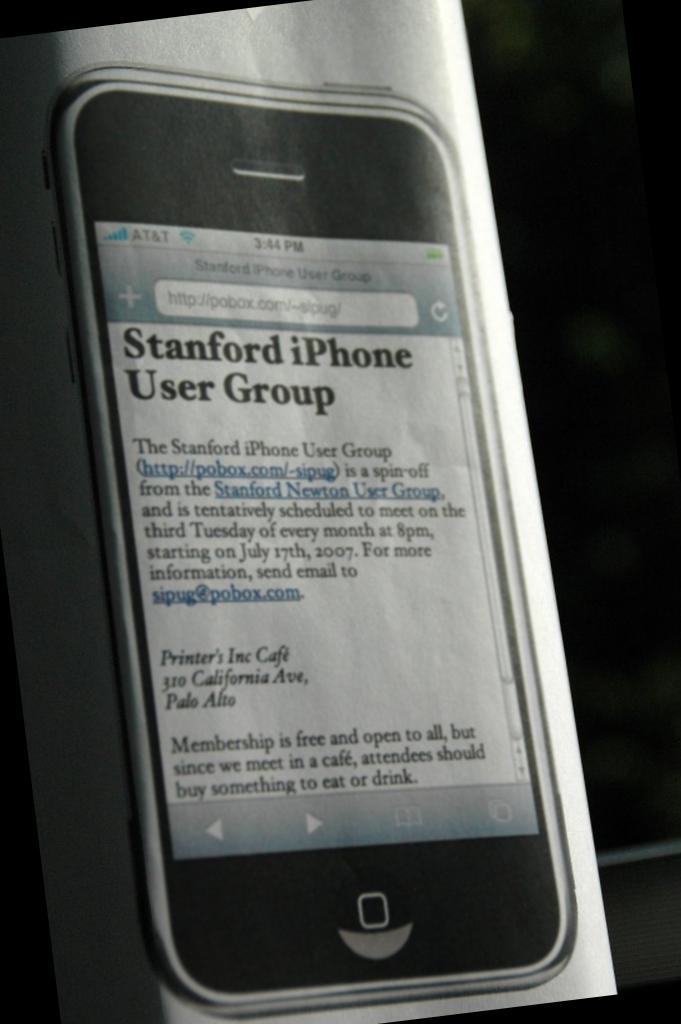 AT&T 3:44 PM
Stanford iPhone User Group
http://pobox.com/~sipug/
Stanford iPhone
User Group
The Stanford iPhone User Group
(http://pobox.com/~sipug) is a spin-off
from the Stanford Newton User Group,
and is tentatively scheduled to meet on the
third Tuesday of every month at 8pm,
starting on July 17th, 2007. For more
information, send email to
sipug@pobox.com.
Printer's Inc Café
310 California Ave,
Palo Alto
Membership is free and open to all, but
since we meet in a café, attendees should
buy something to eat or drink.